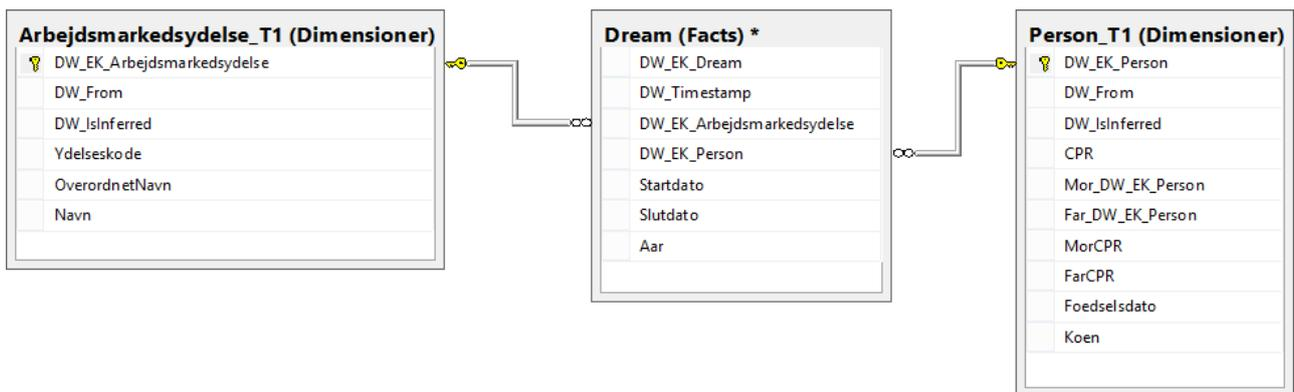 Arbejdsmarkedsydelse_T1 (Dimensioner)
DW_EK_Arbejdsmarkedsydelse
DW_From
DW_IsInferred
Ydelseskode
OverordnetNavn
Navn
Dream (Facts) *
DW_EK_Dream
DW_Timestamp
DW_EK_Arbejdsmarkedsydelse
DW_EK_Person
Startdato
Slutdato
Aar
Person_T1 (Dimensioner)
DW_EK_Person
DW_From
DW_IsInferred
CPR
Mor_DW_EK_Person
Far_DW_EK_Person
MorCPR
FarCPR
Foedselsdato
Koen